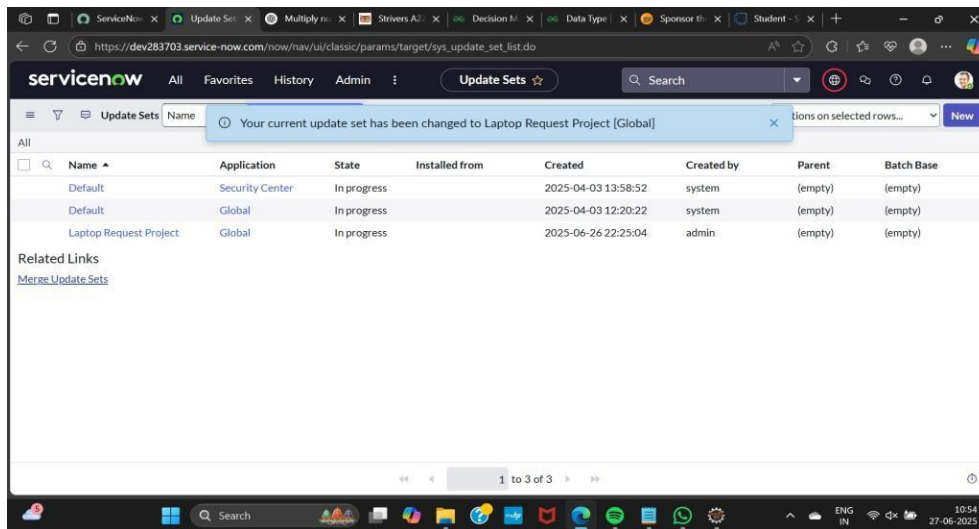 ServiceNow
Update Set
Multiply nu
Strivers A2
Decision M
Data Type |
Sponsor th
Student - S
https://dev283703.service-now.com/now/nav/ui/classic/params/target/sys_update_set_list.do
servicenow All Favorites History Admin Update Sets Search
Update Sets Name
Your current update set has been changed to Laptop Request Project [Global]
tions on selected rows... New
All
Name Application State Installed from Created Created by Parent Batch Base
Default Security Center In progress 2025-04-03 13:58:52 system (empty) (empty)
Default Global In progress 2025-04-03 12:20:22 system (empty) (empty)
Laptop Request Project Global In progress 2025-06-26 22:25:04 admin (empty) (empty)
Related Links
Merge Update Sets
1 to 3 of 3
5
Search
ENG
IN
27-06-2025